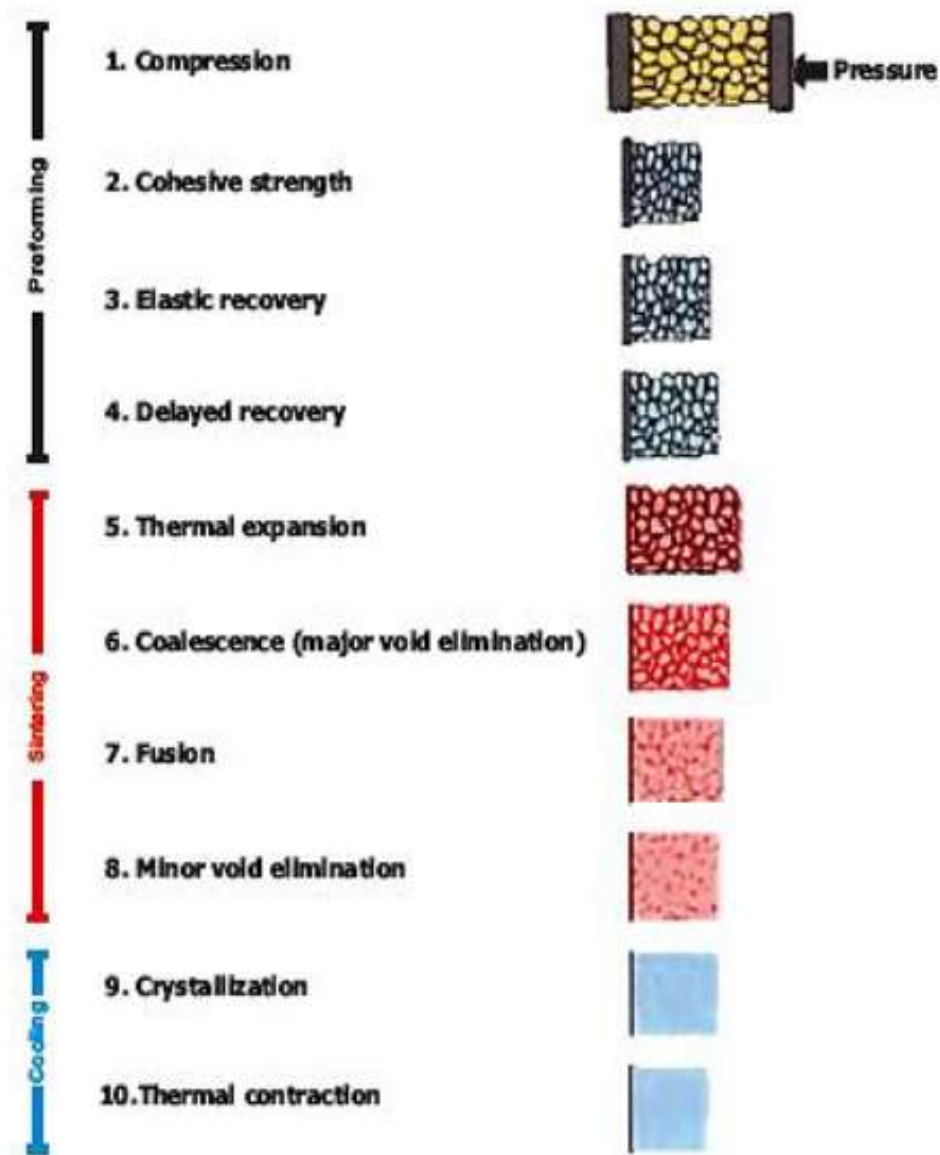 Preforming
1. Compression
Pressure
2. Cohesive strength
3. Elastic recovery
4. Delayed recovery
Sintering
5. Thermal expansion
6. Coalescence (major void elimination)
7. Fusion
8. Minor void elimination
Cooling
9. Crystallization
10.Thermal contraction